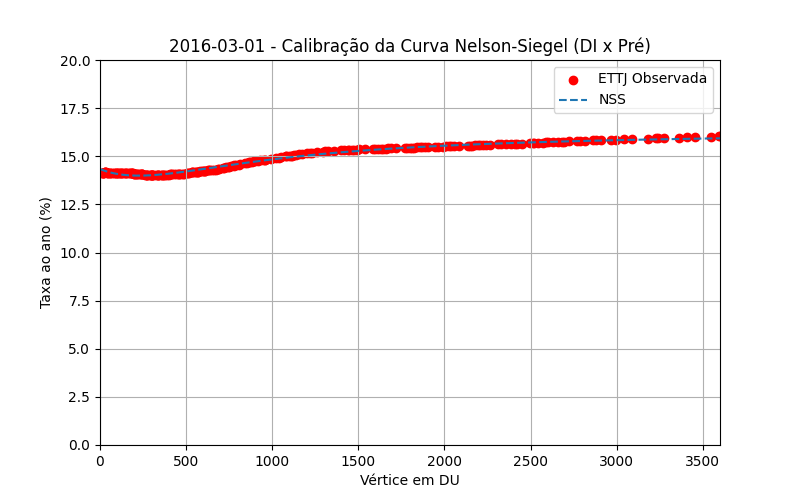 2016-03-01 - Calibração da Curva Nelson-Siegel (DI x Pré)
ETTJ Observada
NSS
Taxa ao ano (%)
20.0
17.5
15.0
12.5
10.0
7.5
5.0
2.5
0.0
0 500 1000 1500 2000 2500 3000 3500
Vértice em DU